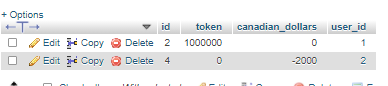 + Options
←T→ id token canadian_dollars user_id
Edit Copy Delete 2 1000000 0 1
Edit Copy Delete 4 0 -2000 2